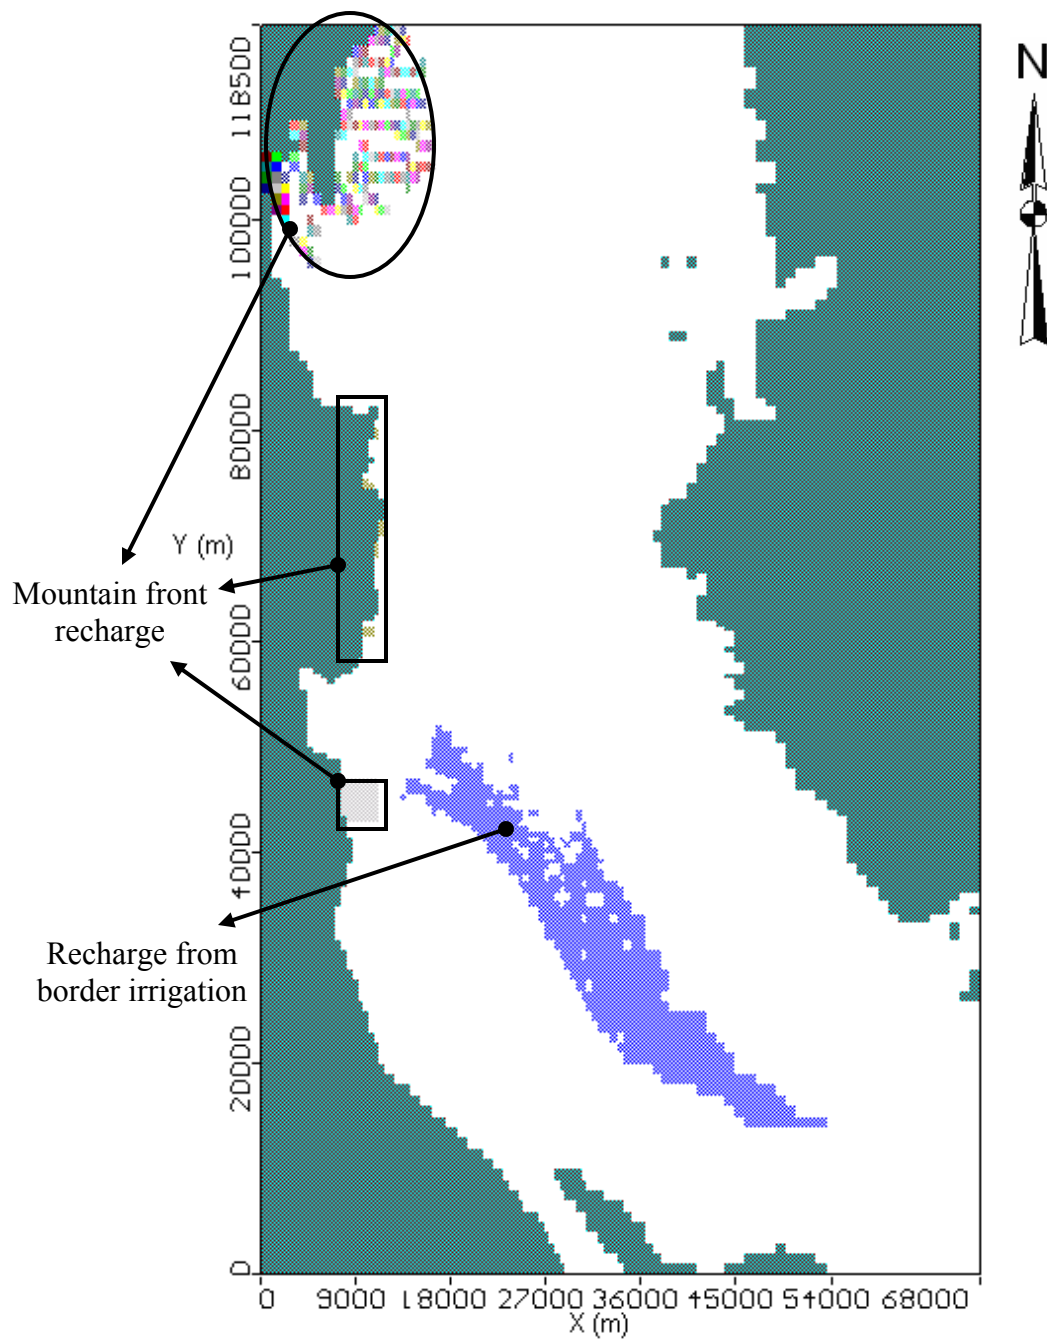 N
118500
100000
80000
Y (m)
Mountain front
recharge
60000
40000
Recharge from
border irrigation
20000
0
0 9000 18000 27000 36000 45000 54000 68000
X (m)